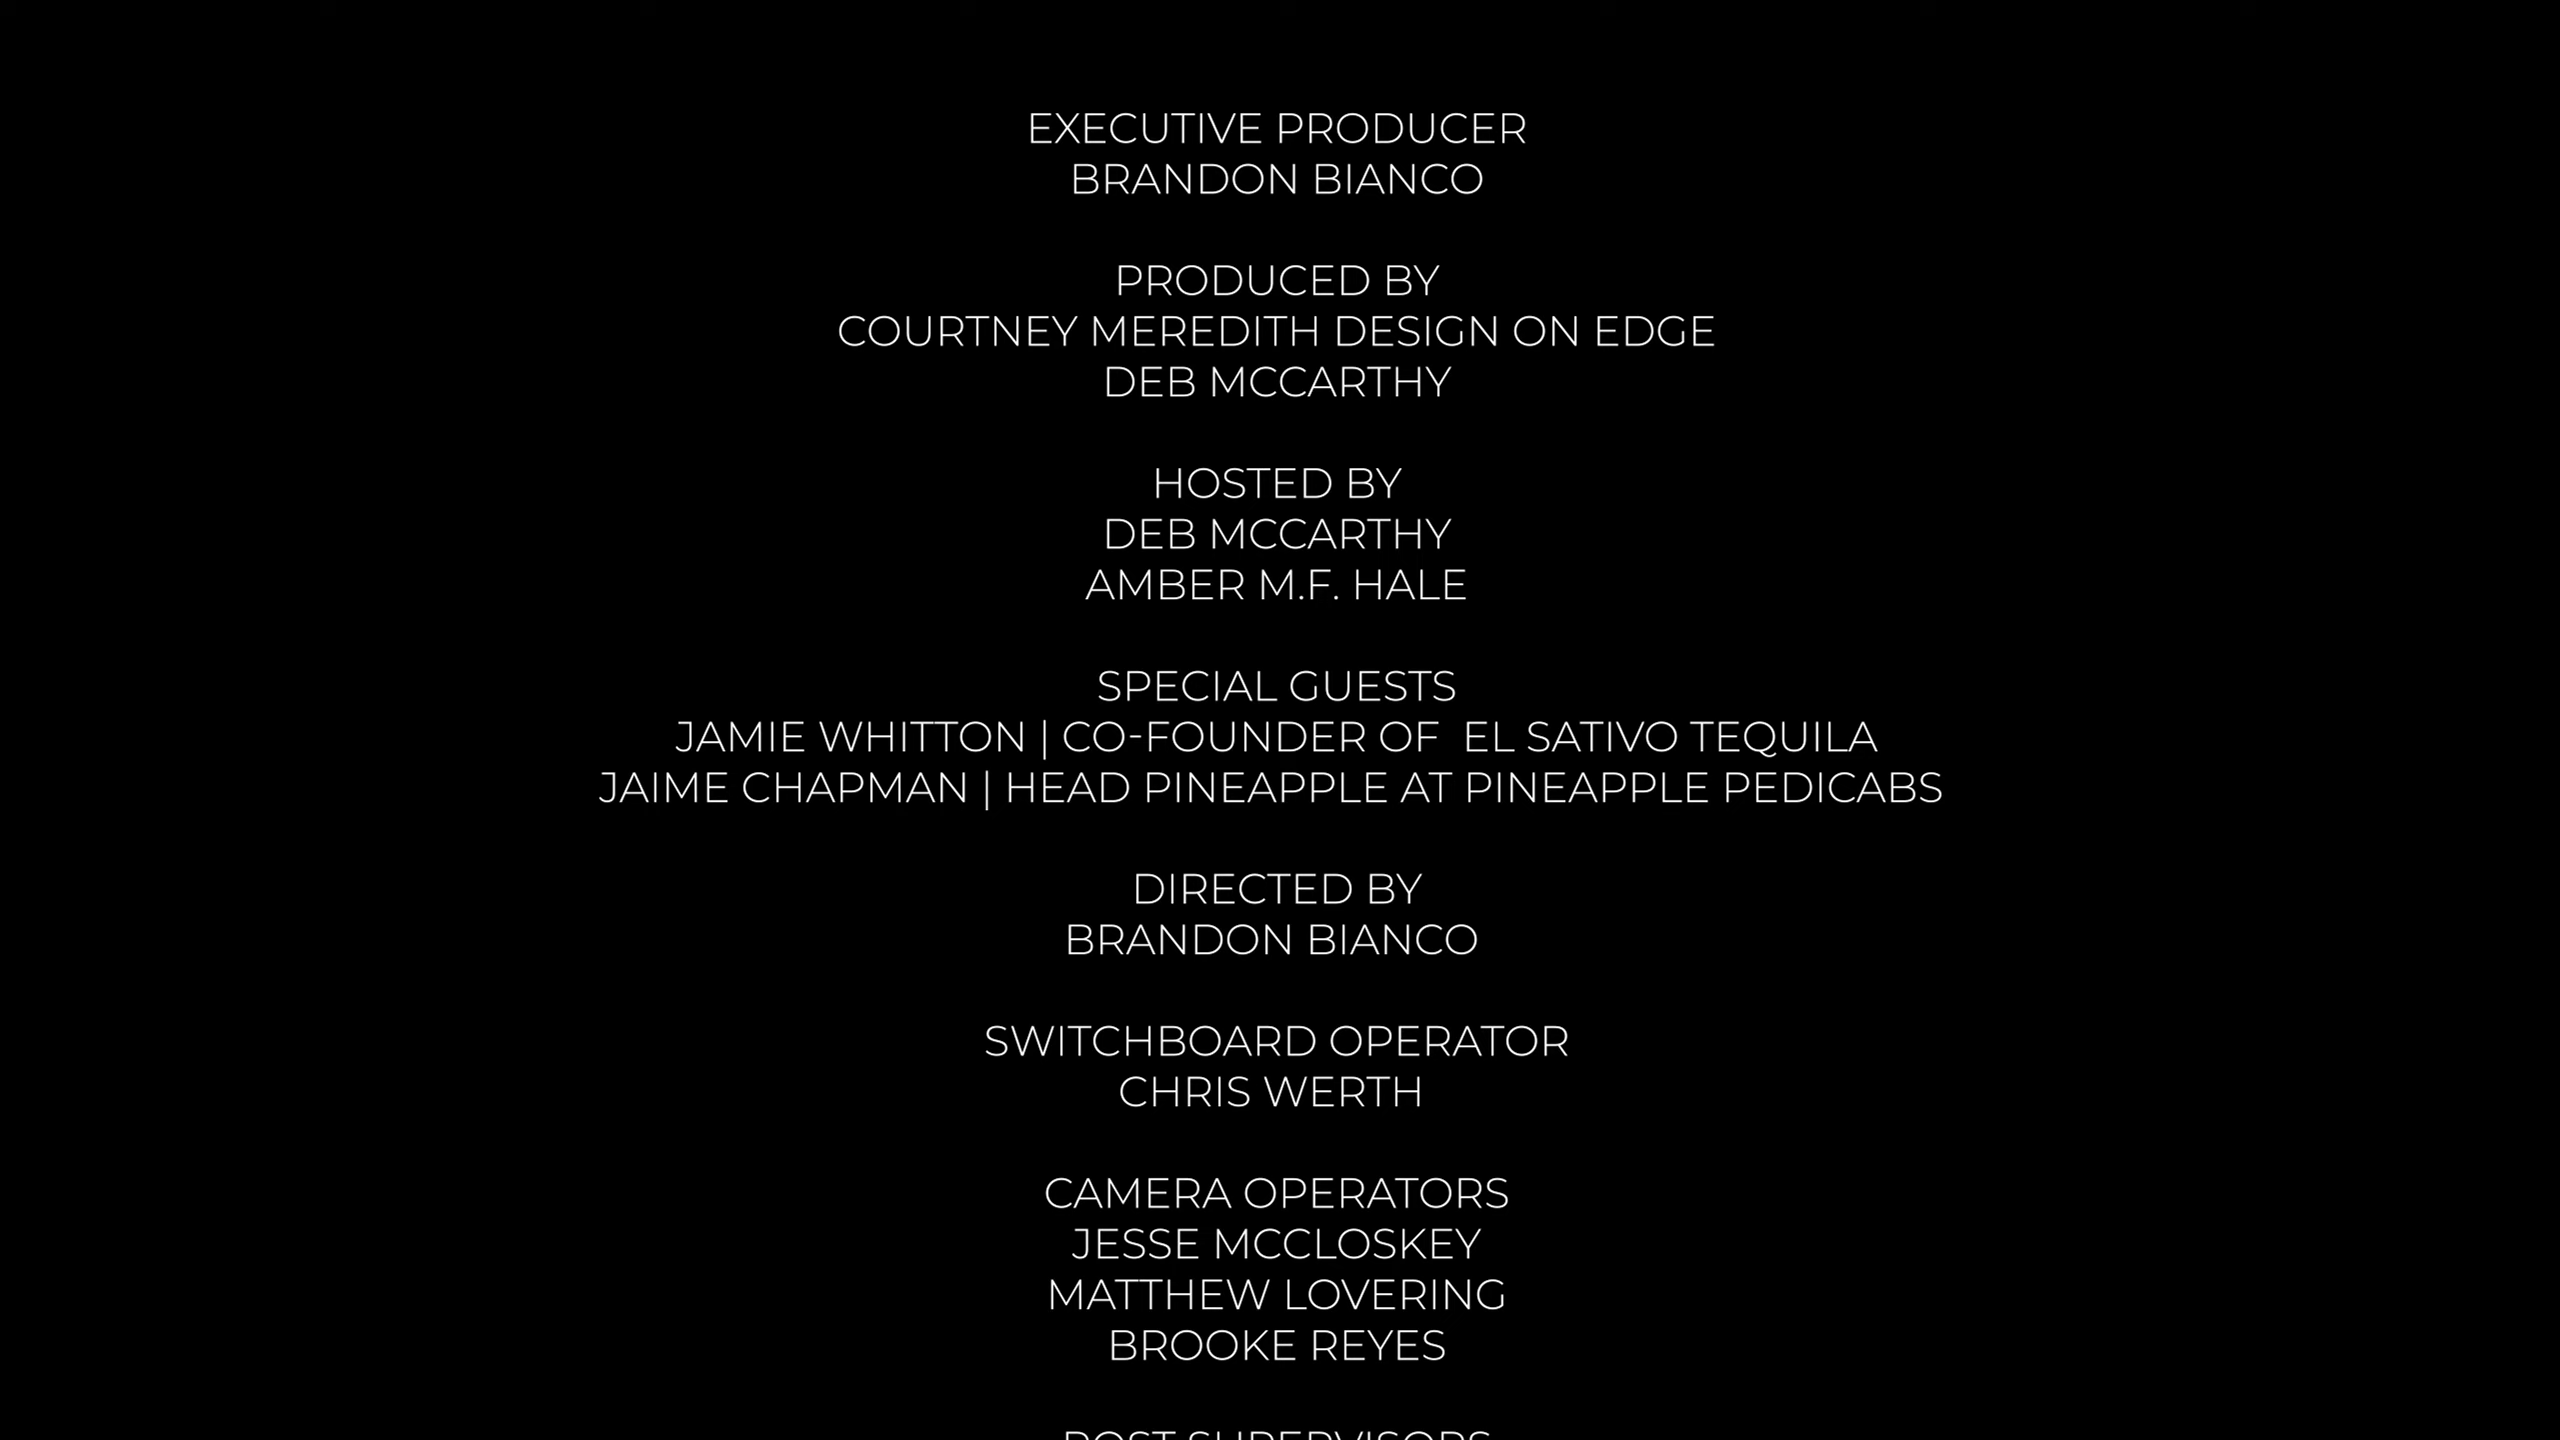 EXECUTIVE PRODUCER
BRANDON BIANCO
PRODUCED BY
COURTNEY MEREDITH DESIGN ON EDGE
DEB MCCARTHY
HOSTED BY
DEB MCCARTHY
AMBER M.F. HALE
SPECIAL GUESTS
JAMIE WHITTON | CO-FOUNDER OF  EL SATIVO TEQUILA
JAIME CHAPMAN | HEAD PINEAPPLE AT PINEAPPLE PEDICABS
DIRECTED BY
BRANDON BIANCO
SWITCHBOARD OPERATOR
CHRIS WERTH
CAMERA OPERATORS
JESSE MCCLOSKEY
MATTHEW LOVERING
BROOKE REYES
POST SUPERVISORS